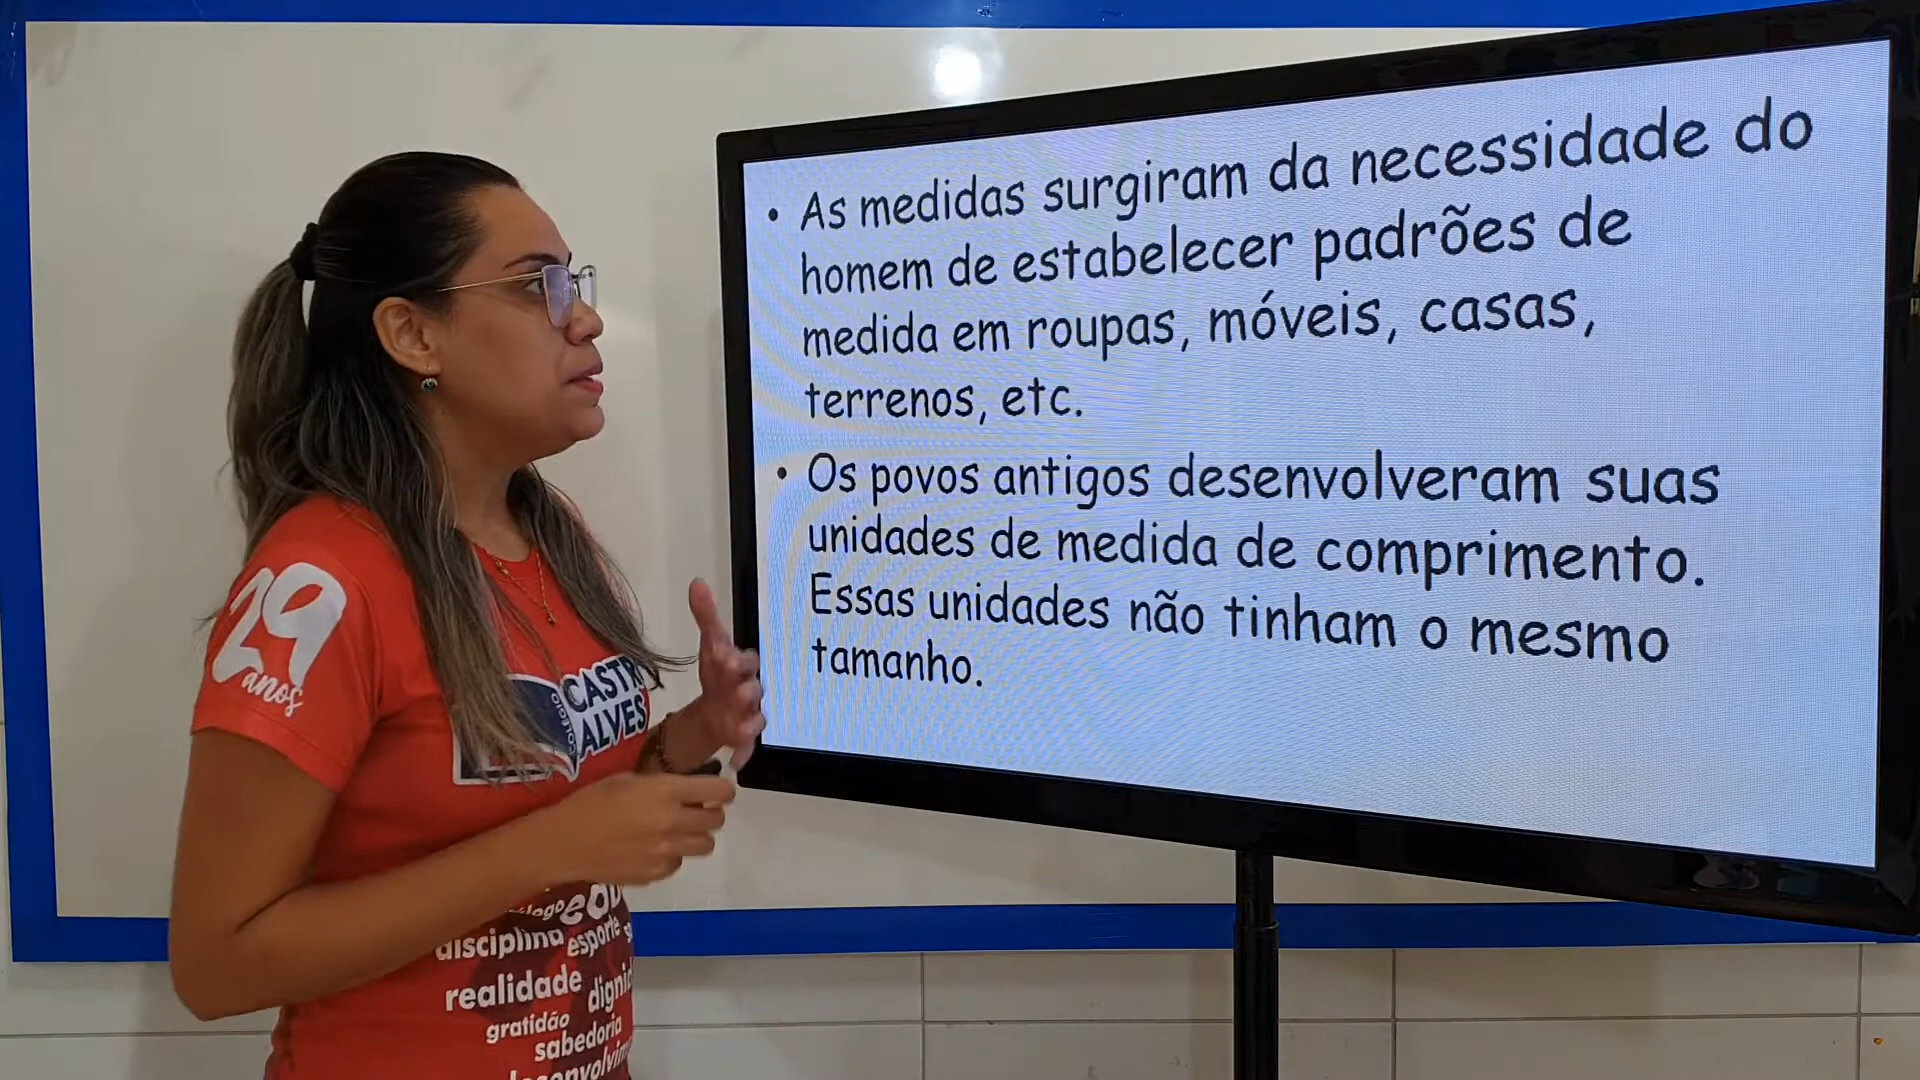 • As medidas surgiram da necessidade do
homem de estabelecer padrões de
medida em roupas, móveis, casas,
terrenos, etc.
• Os povos antigos desenvolveram suas
unidades de medida de comprimento.
Essas unidades não tinham o mesmo
tamanho.
29
anos
COLÉGIO
CASTR
ALVES
disciplina esporte
realidade
gratidão
sabedoria